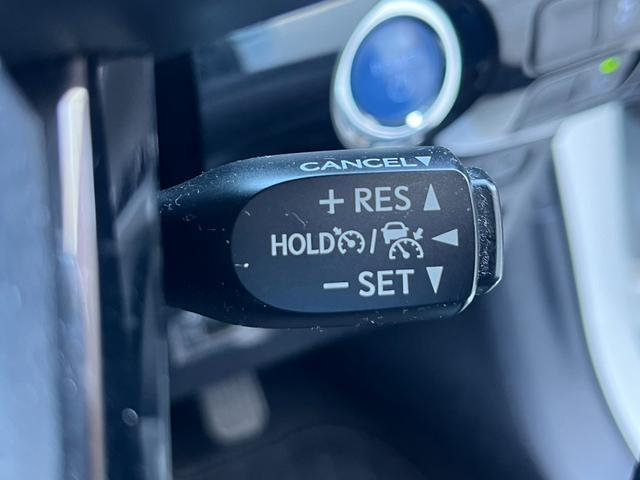 CANCEL▼
+ RES ▲
HOLD / ◀
− SET ▼